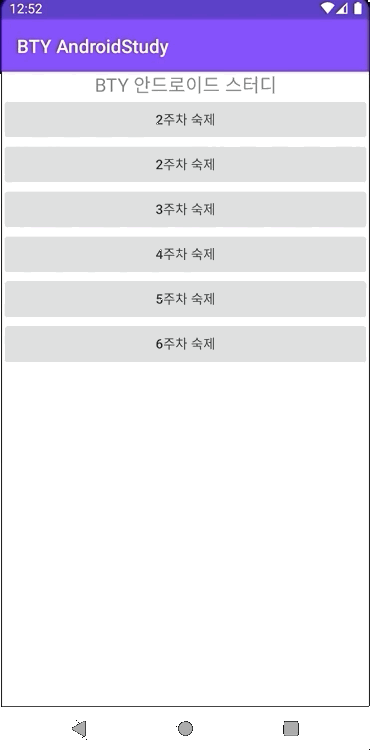 12:52
BTY AndroidStudy
BTY 안드로이드 스터디
2주차 숙제
2주차 숙제
3주차 숙제
4주차 숙제
5주차 숙제
6주차 숙제